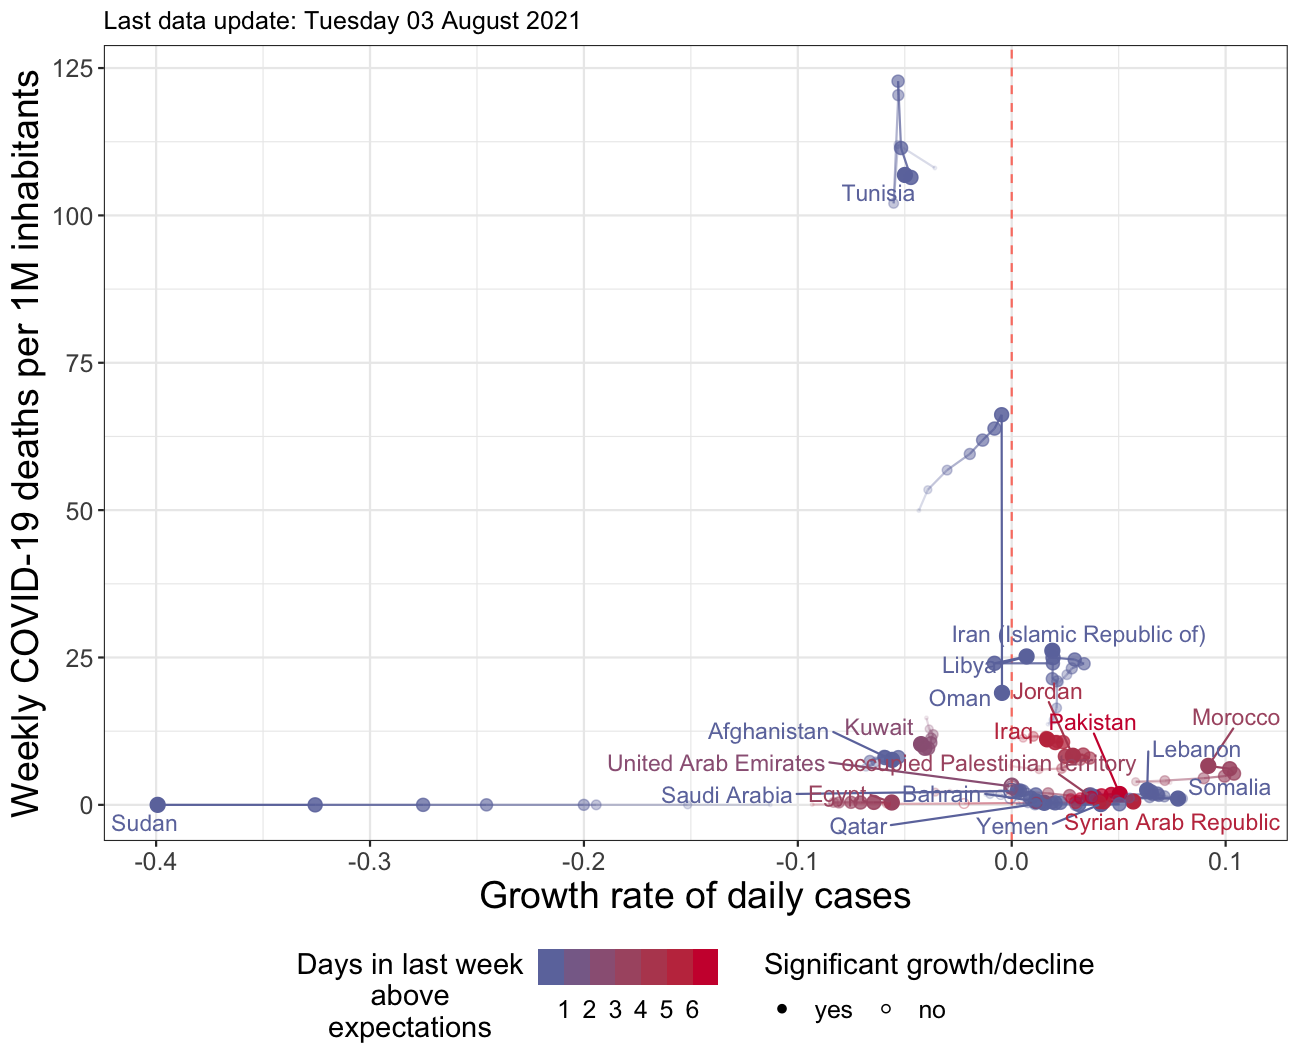 Last data update: Tuesday 03 August 2021
Weekly COVID-19 deaths per 1M inhabitants
125
100
75
50
25
0
Tunisia
Iran (Islamic Republic of)
Libya
Oman
Jordan
Afghanistan
Kuwait
Iraq
Pakistan
Morocco
Lebanon
United Arab Emirates
occupied Palestinian territory
Saudi Arabia
Egypt
Bahrain
Somalia
Sudan
Qatar
Yemen
Syrian Arab Republic
-0.4
-0.3
-0.2
-0.1
0.0
0.1
Growth rate of daily cases
Days in last week
above
expectations
1 2 3 4 5 6
Significant growth/decline
yes
no